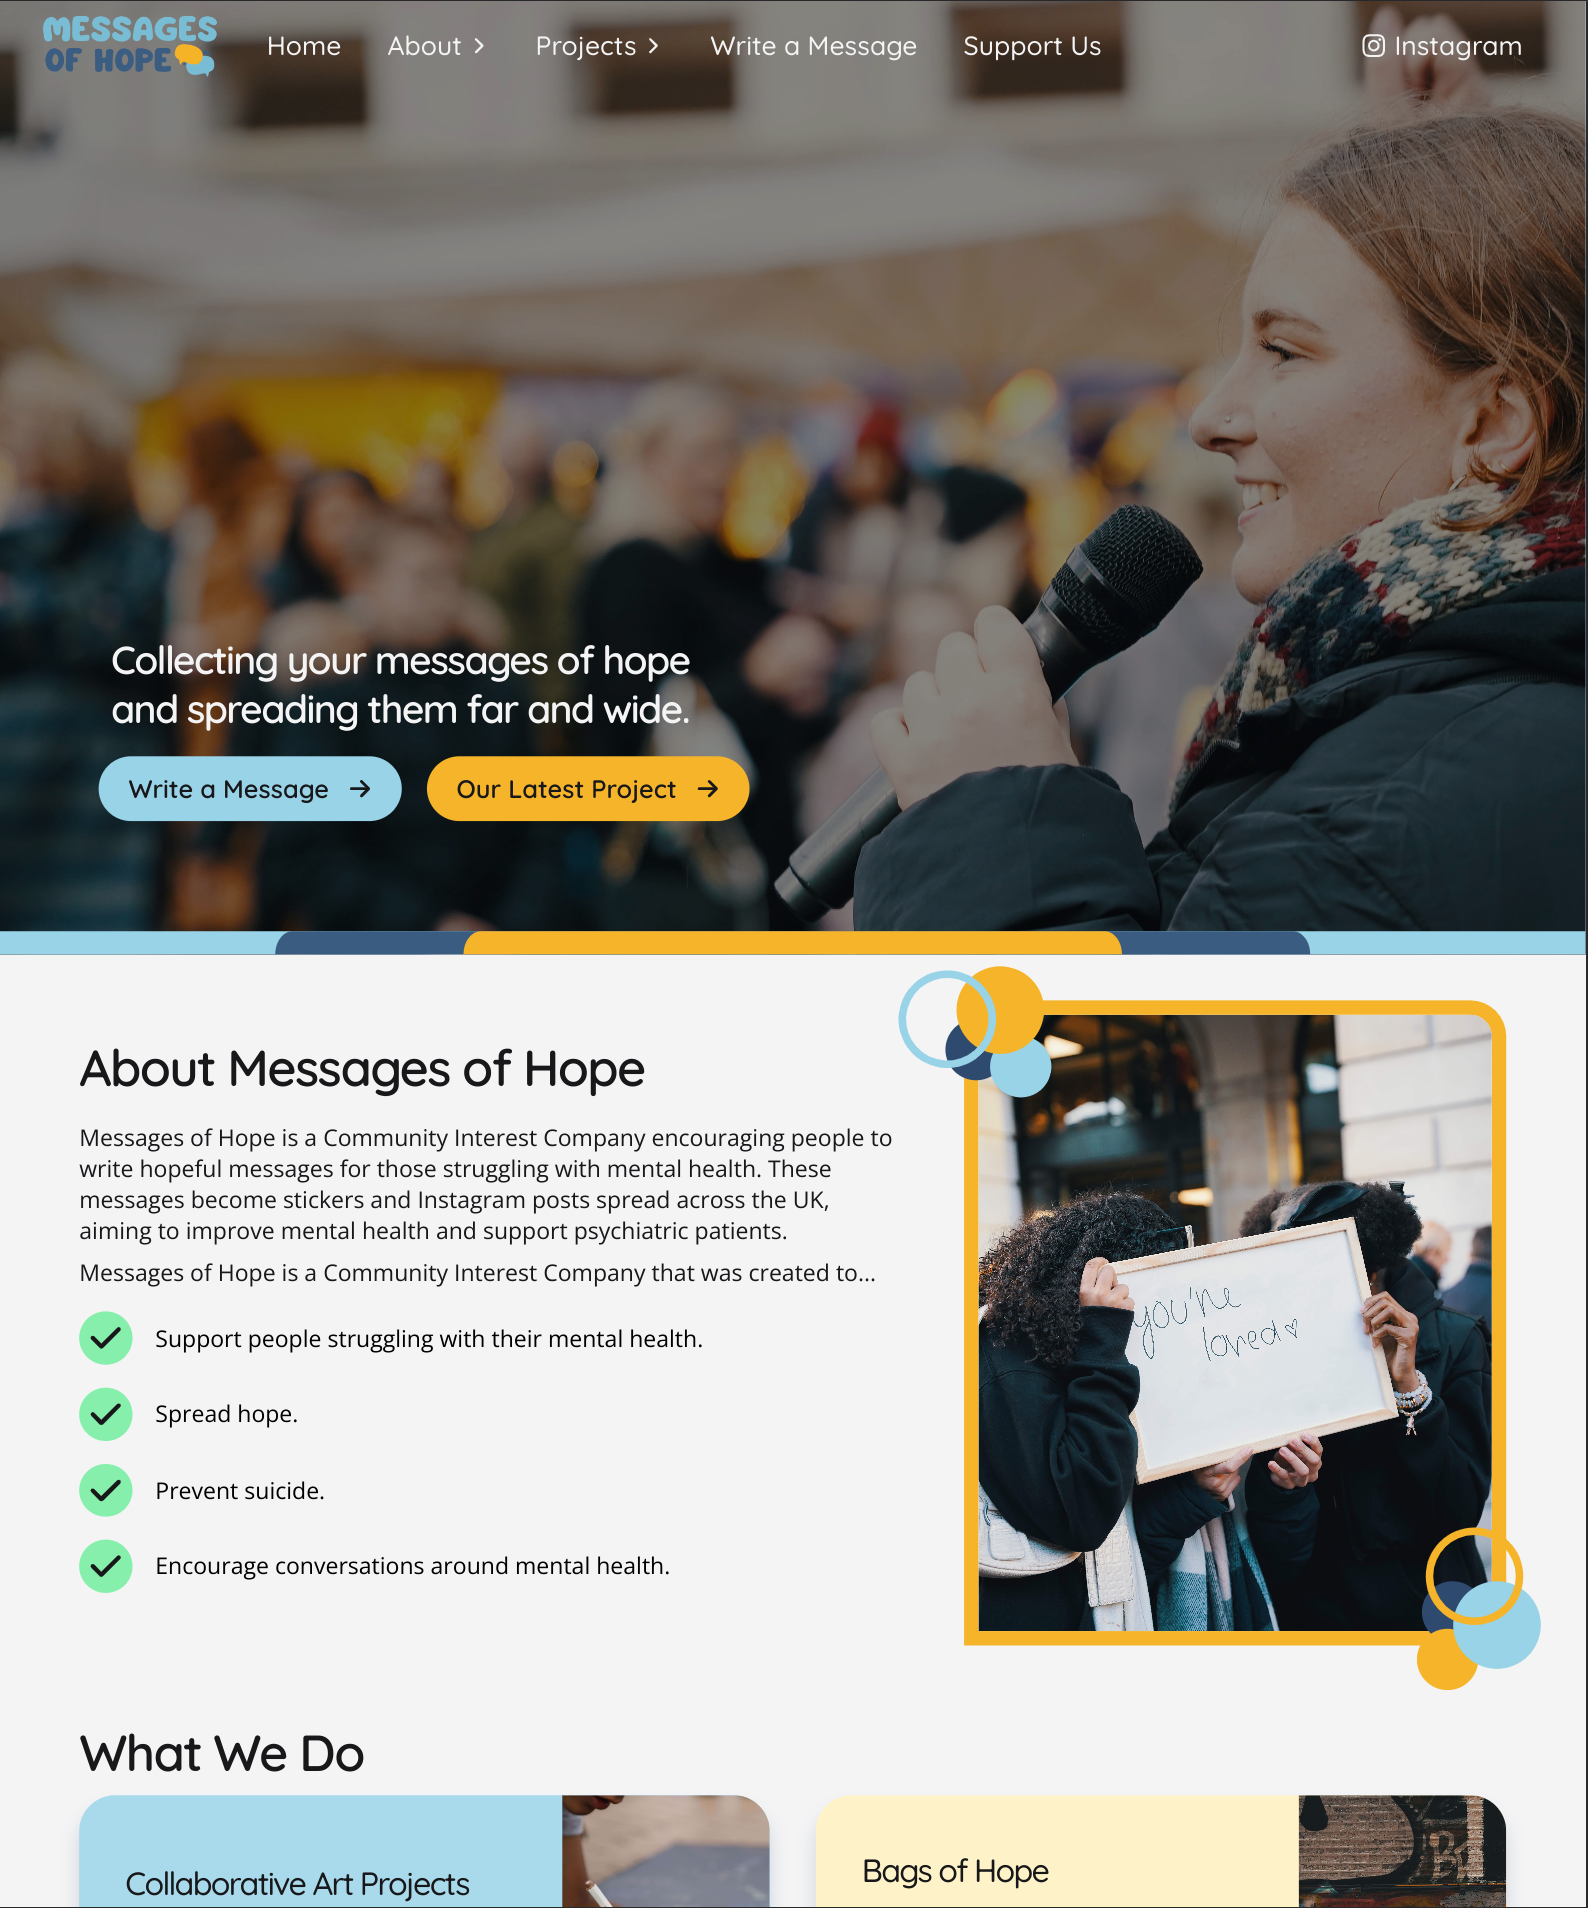 MESSAGES
OF HOPE
Home
About
Projects
Write a Message
Support Us
Instagram
Collecting your messages of hope
and spreading them far and wide.
Write a Message
Our Latest Project
About Messages of Hope
Messages of Hope is a Community Interest Company encouraging people to
write hopeful messages for those struggling with mental health. These
messages become stickers and Instagram posts spread across the UK,
aiming to improve mental health and support psychiatric patients.
Messages of Hope is a Community Interest Company that was created to...
Support people struggling with their mental health.
Spread hope.
Prevent suicide.
Encourage conversations around mental health.
you're
loved
What We Do
Collaborative Art Projects
Bags of Hope